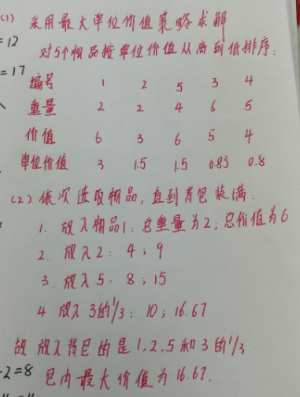 (1) 采用最大单位价值策略求解
=12
对5个物品按单位价值从高到低排序:
=17
编号 1 2 5 3 4
重量 2 2 4 6 5
价值 6 3 6 5 4
单位价值 3 1.5 1.5 0.83 0.8
(2) 依次选取物品,直到背包装满.
1. 放入物品1: 总重量为2; 总价值为6
2. 放入2: 4; 9
3. 放入5: 8; 15
4 放入3的1/3: 10; 16.67
故 放入背包的是1, 2, 5和3的1/3
-2=8
包内最大价值为16.67.